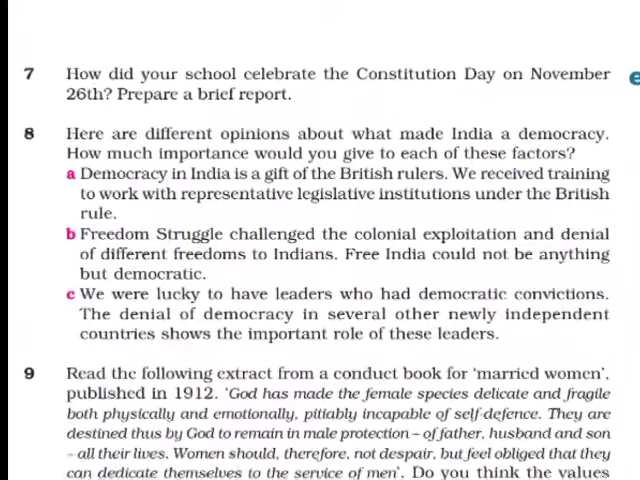 7 How did your school celebrate the Constitution Day on November
26th? Prepare a brief report.
8 Here are different opinions about what made India a democracy.
How much importance would you give to each of these factors?
a Democracy in India is a gift of the British rulers. We received training
to work with representative legislative institutions under the British
rule.
b Freedom Struggle challenged the colonial exploitation and denial
of different freedoms to Indians. Free India could not be anything
but democratic.
c We were lucky to have leaders who had democratic convictions.
The denial of democracy in several other newly independent
countries shows the important role of these leaders.
9 Read the following extract from a conduct book for ‘married women’,
published in 1912. ‘God has made the female species delicate and fragile
both physically and emotionally, pitiably incapable of self-defence. They are
destined thus by God to remain in male protection – of father, husband and son
– all their lives. Women should, therefore, not despair, but feel obliged that they
can dedicate themselves to the service of men’. Do you think the values